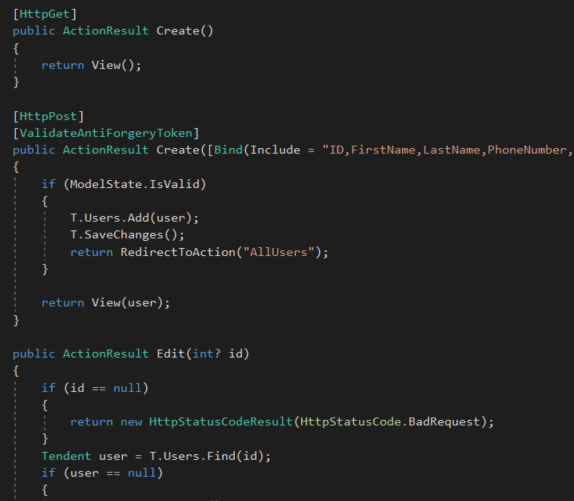 [HttpGet]
public ActionResult Create()
{
return View();
}
[HttpPost]
[ValidateAntiForgeryToken]
public ActionResult Create([Bind(Include = "ID,FirstName,LastName,PhoneNumber,
{
if (ModelState.IsValid)
{
T.Users.Add(user);
T.SaveChanges();
return RedirectToAction("AllUsers");
}
return View(user);
}
public ActionResult Edit(int? id)
{
if (id == null)
{
return new HttpStatusCodeResult(HttpStatusCode.BadRequest);
}
Tendent user = T.Users.Find(id);
if (user == null)
{